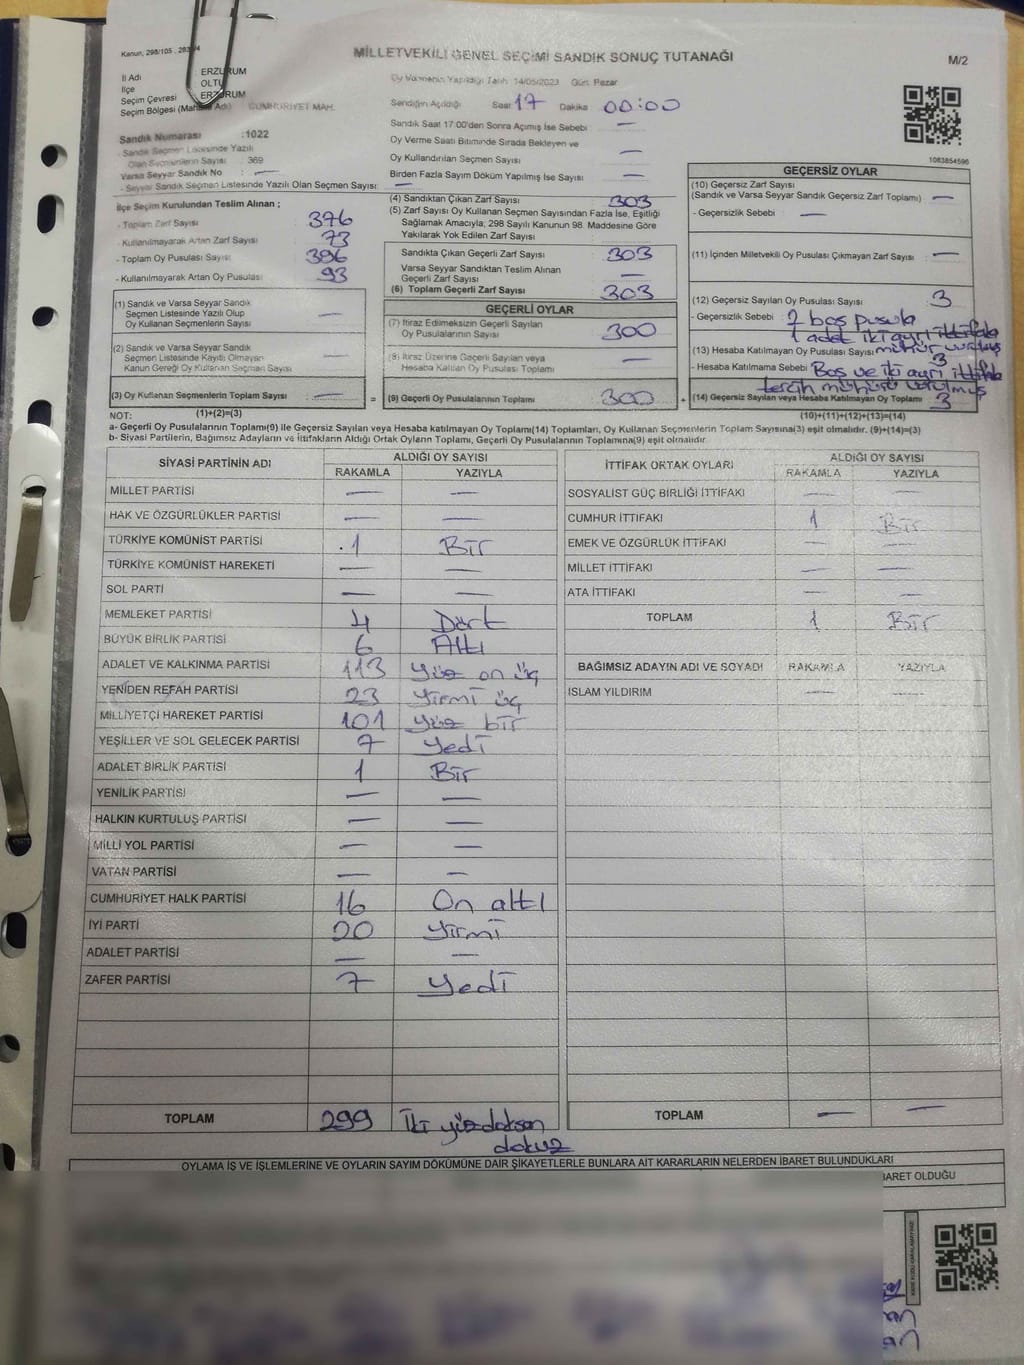 Kanun, 298/105
MİLLETVEKİLİ GENEL SEÇİMİ SANDIK SONUÇ TUTANAĞI
M/2
İl Adı ERZURUM
İlçe OLTU
Seçim Çevresi ERZURUM
Seçim Bölgesi CUMHURİYET MAH.
Oy Vermenin Yapıldığı Tarih 14/05/2023 Gün: Pazar
Sandığın Açıldığı Saat 17 Dakika 00:00
Sandık Saat 17:00'den Sonra Açımış İse Sebebi —
Oy Verme Saati Bitiminde Sırada Bekleyen ve
Oy Kullandırılan Seçmen Sayısı —
Birden Fazla Sayım Döküm Yapılmış İse Sayısı —
1083854596
Sandık Numarası :1022
- Sandık Seçmen Listesinde Yazılı
Olan Seçmenlerin Sayısı : 369
Varsa Seyyar Sandık No —
- Seyyar Sandık Seçmen Listesinde Yazılı Olan Seçmen Sayısı: —
İlçe Seçim Kurulundan Teslim Alınan ;
- Toplam Zarf Sayısı 376
- Kullanılmayarak Artan Zarf Sayısı 73
- Toplam Oy Pusulası Sayısı 396
- Kullanılmayarak Artan Oy Pusulası 93
(1) Sandık ve Varsa Seyyar Sandık
Seçmen Listesinde Yazılı Olup
Oy Kullanan Seçmenlerin Sayısı —
(2) Sandık ve Varsa Seyyar Sandık
Seçmen Listesinde Kayıtlı Olmayan
Kanun Gereği Oy Kullanan Seçmen Sayısı —
(3) Oy Kullanan Seçmenlerin Toplam Sayısı —
(4) Sandıktan Çıkan Zarf Sayısı 303
(5) Zarf Sayısı Oy Kullanan Seçmen Sayısından Fazla İse, Eşitliği
Sağlamak Amacıyla, 298 Sayılı Kanunun 98. Maddesine Göre
Yakılarak Yok Edilen Zarf Sayısı
Sandıkta Çıkan Geçerli Zarf Sayısı 303
Varsa Seyyar Sandıktan Teslim Alınan
Geçerli Zarf Sayısı —
(6) Toplam Geçerli Zarf Sayısı 303
GEÇERLİ OYLAR
(7) İtiraz Edilmeksizin Geçerli Sayılan
Oy Pusulalarının Sayısı 300
(8) İtiraz Üzerine Geçerli Sayılan veya
Hesaba Katılan Oy Pusulası Toplamı —
= (9) Geçerli Oy Pusulalarının Toplamı 300
GEÇERSİZ OYLAR
(10) Geçersiz Zarf Sayısı
(Sandık ve Varsa Seyyar Sandık Geçersiz Zarf Toplamı) —
- Geçersizlik Sebebi : —
(11) İçinden Milletvekili Oy Pusulası Çıkmayan Zarf Sayısı —
(12) Geçersiz Sayılan Oy Pusulası Sayısı 3
- Geçersizlik Sebebi : 2 boş pusula
1 adet iki ayrı ittifaka
(13) Hesaba Katılmayan Oy Pusulası Sayısı mühür vurulmuş 3
- Hesaba Katılmama Sebebi Boş ve iki ayrı ittifaka
tercih mühürü vurulmuş
+ (14) Geçersiz Sayılan veya Hesaba Katılmayan Oy Toplamı 3
NOT: (1)+(2)=(3)
(10)+(11)+(12)+(13)=(14)
a- Geçerli Oy Pusulalarının Toplamı(9) ile Geçersiz Sayılan veya Hesaba Katılmayan Oy Toplamı(14) Toplamları, Oy Kullanan Seçmenlerin Toplam Sayısına(3) eşit olmalıdır. (9)+(14)=(3)
b- Siyasi Partilerin, Bağımsız Adayların ve İttifakların Aldığı Ortak Oyların Toplamı, Geçerli Oy Pusulalarının Toplamına(9) eşit olmalıdır.
SİYASİ PARTİNİN ADI ALDIĞI OY SAYISI
RAKAMLA YAZIYLA
MİLLET PARTİSİ — —
HAK VE ÖZGÜRLÜKLER PARTİSİ — —
TÜRKİYE KOMÜNİST PARTİSİ 1 Bir
TÜRKİYE KOMÜNİST HAREKETİ — —
SOL PARTİ — —
MEMLEKET PARTİSİ 4 Dört
BÜYÜK BİRLİK PARTİSİ 6 Altı
ADALET VE KALKINMA PARTİSİ 113 Yüz on üç
YENİDEN REFAH PARTİSİ 23 Yirmi üç
MİLLİYETÇİ HAREKET PARTİSİ 101 Yüz bir
YEŞİLLER VE SOL GELECEK PARTİSİ 7 Yedi
ADALET BİRLİK PARTİSİ 1 Bir
YENİLİK PARTİSİ — —
HALKIN KURTULUŞ PARTİSİ — —
MİLLİ YOL PARTİSİ — —
VATAN PARTİSİ — —
CUMHURİYET HALK PARTİSİ 16 On altı
İYİ PARTİ 20 Yirmi
ADALET PARTİSİ — —
ZAFER PARTİSİ 7 Yedi
TOPLAM 299 İki yüz doksan
dokuz
İTTİFAK ORTAK OYLARI ALDIĞI OY SAYISI
RAKAMLA YAZIYLA
SOSYALİST GÜÇ BİRLİĞİ İTTİFAKI — —
CUMHUR İTTİFAKI 1 Bir
EMEK VE ÖZGÜRLÜK İTTİFAKI — —
MİLLET İTTİFAKI — —
ATA İTTİFAKI — —
TOPLAM 1 Bir
BAĞIMSIZ ADAYIN ADI VE SOYADI RAKAMLA YAZIYLA
İSLAM YILDIRIM — —
TOPLAM — —
OYLAMA İŞ VE İŞLEMLERİNE VE OYLARIN SAYIM DÖKÜMÜNE DAİR ŞİKAYETLERLE BUNLARA AİT KARARLARIN NELERDEN İBARET BULUNDUKLARI
İBARET OLDUĞU